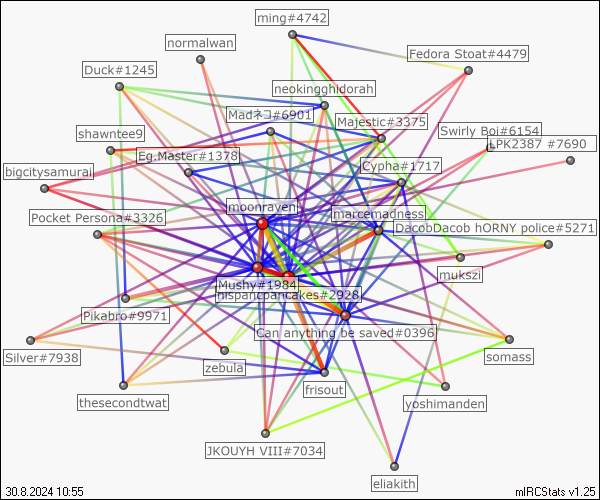 ming#4742
normalwan
Fedora Stoat#4479
Duck#1245
neokingghidorah
Madネコ#6901
Majestic#3375
shawntee9
Swirly Boi#6154
LPK2387 #7690
Eg.Master#1378
Cypha#1717
bigcitysamurai
moonrayen
marcemadness
Pocket Persona#3326
DacobDacob hORNY police#5271
mukszi
Mushy#1984
hispanicpancakes#2928
Pikabro#9971
Can anything be saved#0396
Silver#7938
somass
zebula
frisout
thesecondtwat
yoshimanden
JKOUYH VIII#7034
eliakith
30.8.2024 10:55
mIRCStats v1.25